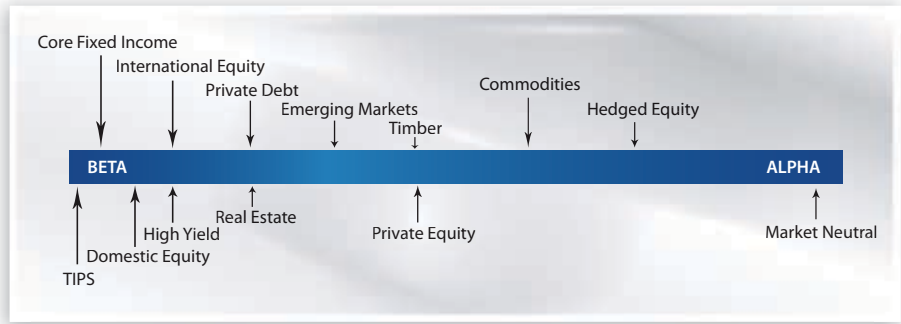 Core Fixed Income
International Equity
Private Debt
Emerging Markets
Timber
Commodities
Hedged Equity
BETA
ALPHA
TIPS
Domestic Equity
High Yield
Real Estate
Private Equity
Market Neutral